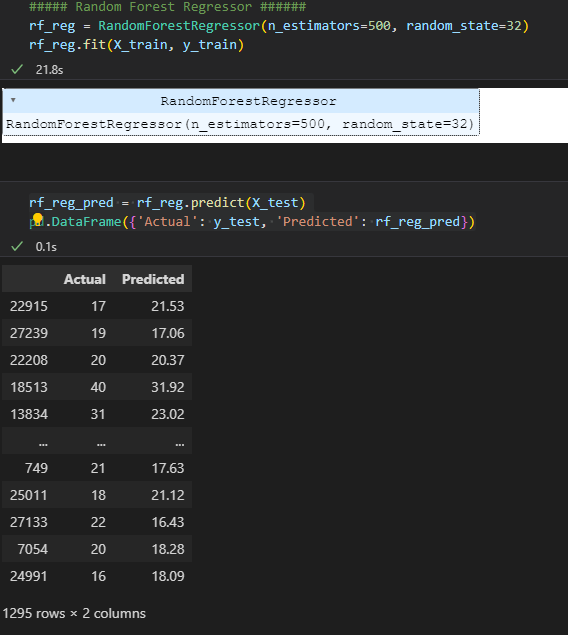 ##### Random Forest Regressor ######
rf_reg = RandomForestRegressor(n_estimators=500, random_state=32)
rf_reg.fit(X_train, y_train)
21.8s
RandomForestRegressor
RandomForestRegressor(n_estimators=500, random_state=32)
rf_reg_pred = rf_reg.predict(X_test)
.DataFrame({'Actual': y_test, 'Predicted': rf_reg_pred})
0.1s
Actual Predicted
22915 17 21.53
27239 19 17.06
22208 20 20.37
18513 40 31.92
13834 31 23.02
... ... ...
749 21 17.63
25011 18 21.12
27133 22 16.43
7054 20 18.28
24991 16 18.09
1295 rows × 2 columns